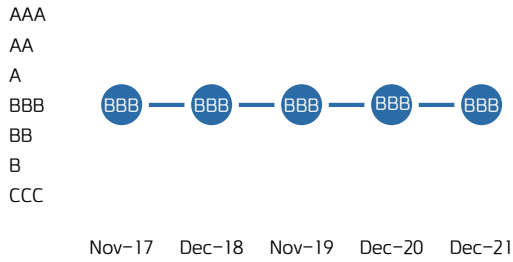 AAA
AA
A
BBB BBB BBB BBB BBB BBB
BB
B
CCC
Nov-17 Dec-18 Nov-19 Dec-20 Dec-21